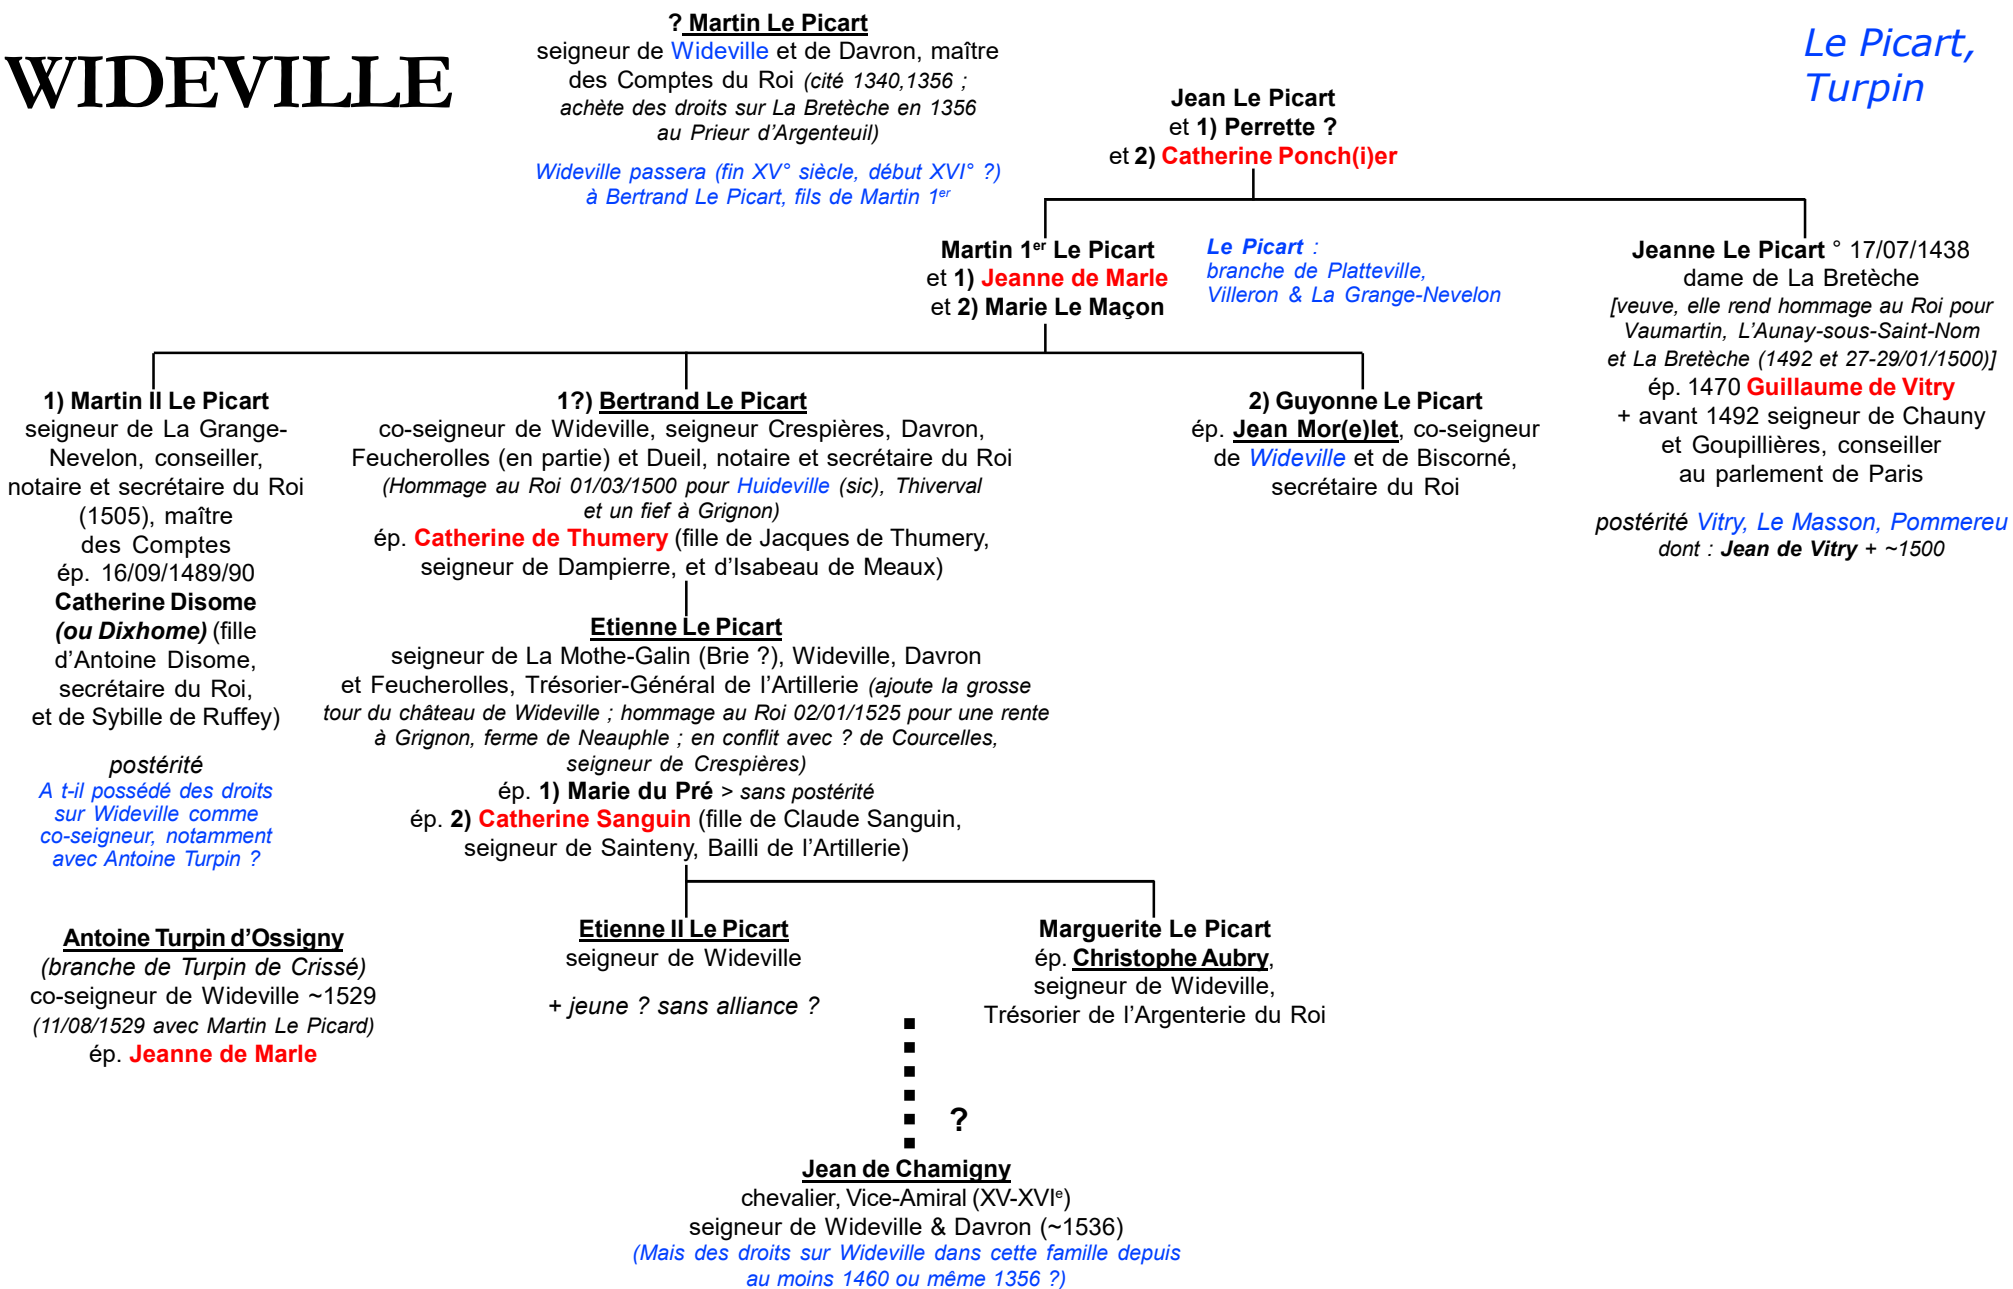 WIDEVILLE
? Martin Le Picart
seigneur de Wideville et de Davron, maître
des Comptes du Roi (cité 1340,1356 ;
achète des droits sur La Bretèche en 1356
au Prieur d'Argenteuil)
Wideville passera (fin XV° siècle, début XVI° ?)
à Bertrand Le Picart, fils de Martin 1er
Le Picart,
Turpin
Jean Le Picart
et 1) Perrette ?
et 2) Catherine Ponch(i)er
Martin 1er Le Picart
et 1) Jeanne de Marle
et 2) Marie Le Maçon
Le Picart :
branche de Platteville,
Villeron & La Grange-Nevelon
Jeanne Le Picart ° 17/07/1438
dame de La Bretèche
[veuve, elle rend hommage au Roi pour
Vaumartin, L'Aunay-sous-Saint-Nom
et La Bretèche (1492 et 27-29/01/1500)]
ép. 1470 Guillaume de Vitry
+ avant 1492 seigneur de Chauny
et Goupillières, conseiller
au parlement de Paris
postérité Vitry, Le Masson, Pommereu
dont : Jean de Vitry + ~1500
1) Martin II Le Picart
seigneur de La Grange-
Nevelon, conseiller,
notaire et secrétaire du Roi
(1505), maître
des Comptes
ép. 16/09/1489/90
Catherine Disome
(ou Dixhome) (fille
d'Antoine Disome,
secrétaire du Roi,
et de Sybille de Ruffey)
postérité
A t-il possédé des droits
sur Wideville comme
co-seigneur, notamment
avec Antoine Turpin ?
1?) Bertrand Le Picart
co-seigneur de Wideville, seigneur Crespières, Davron,
Feucherolles (en partie) et Dueil, notaire et secrétaire du Roi
(Hommage au Roi 01/03/1500 pour Huideville (sic), Thiverval
et un fief à Grignon)
ép. Catherine de Thumery (fille de Jacques de Thumery,
seigneur de Dampierre, et d'Isabeau de Meaux)
2) Guyonne Le Picart
ép. Jean Mor(e)let, co-seigneur
de Wideville et de Biscorné,
secrétaire du Roi
Etienne Le Picart
seigneur de La Mothe-Galin (Brie ?), Wideville, Davron
et Feucherolles, Trésorier-Général de l'Artillerie (ajoute la grosse
tour du château de Wideville ; hommage au Roi 02/01/1525 pour une rente
à Grignon, ferme de Neauphle ; en conflit avec ? de Courcelles,
seigneur de Crespières)
ép. 1) Marie du Pré > sans postérité
ép. 2) Catherine Sanguin (fille de Claude Sanguin,
seigneur de Sainteny, Bailli de l'Artillerie)
Antoine Turpin d'Ossigny
(branche de Turpin de Crissé)
co-seigneur de Wideville ~1529
(11/08/1529 avec Martin Le Picard)
ép. Jeanne de Marle
Etienne II Le Picart
seigneur de Wideville
+ jeune ? sans alliance ?
Marguerite Le Picart
ép. Christophe Aubry,
seigneur de Wideville,
Trésorier de l'Argenterie du Roi
?
Jean de Chamigny
chevalier, Vice-Amiral (XV-XVIe)
seigneur de Wideville & Davron (~1536)
(Mais des droits sur Wideville dans cette famille depuis
au moins 1460 ou même 1356 ?)